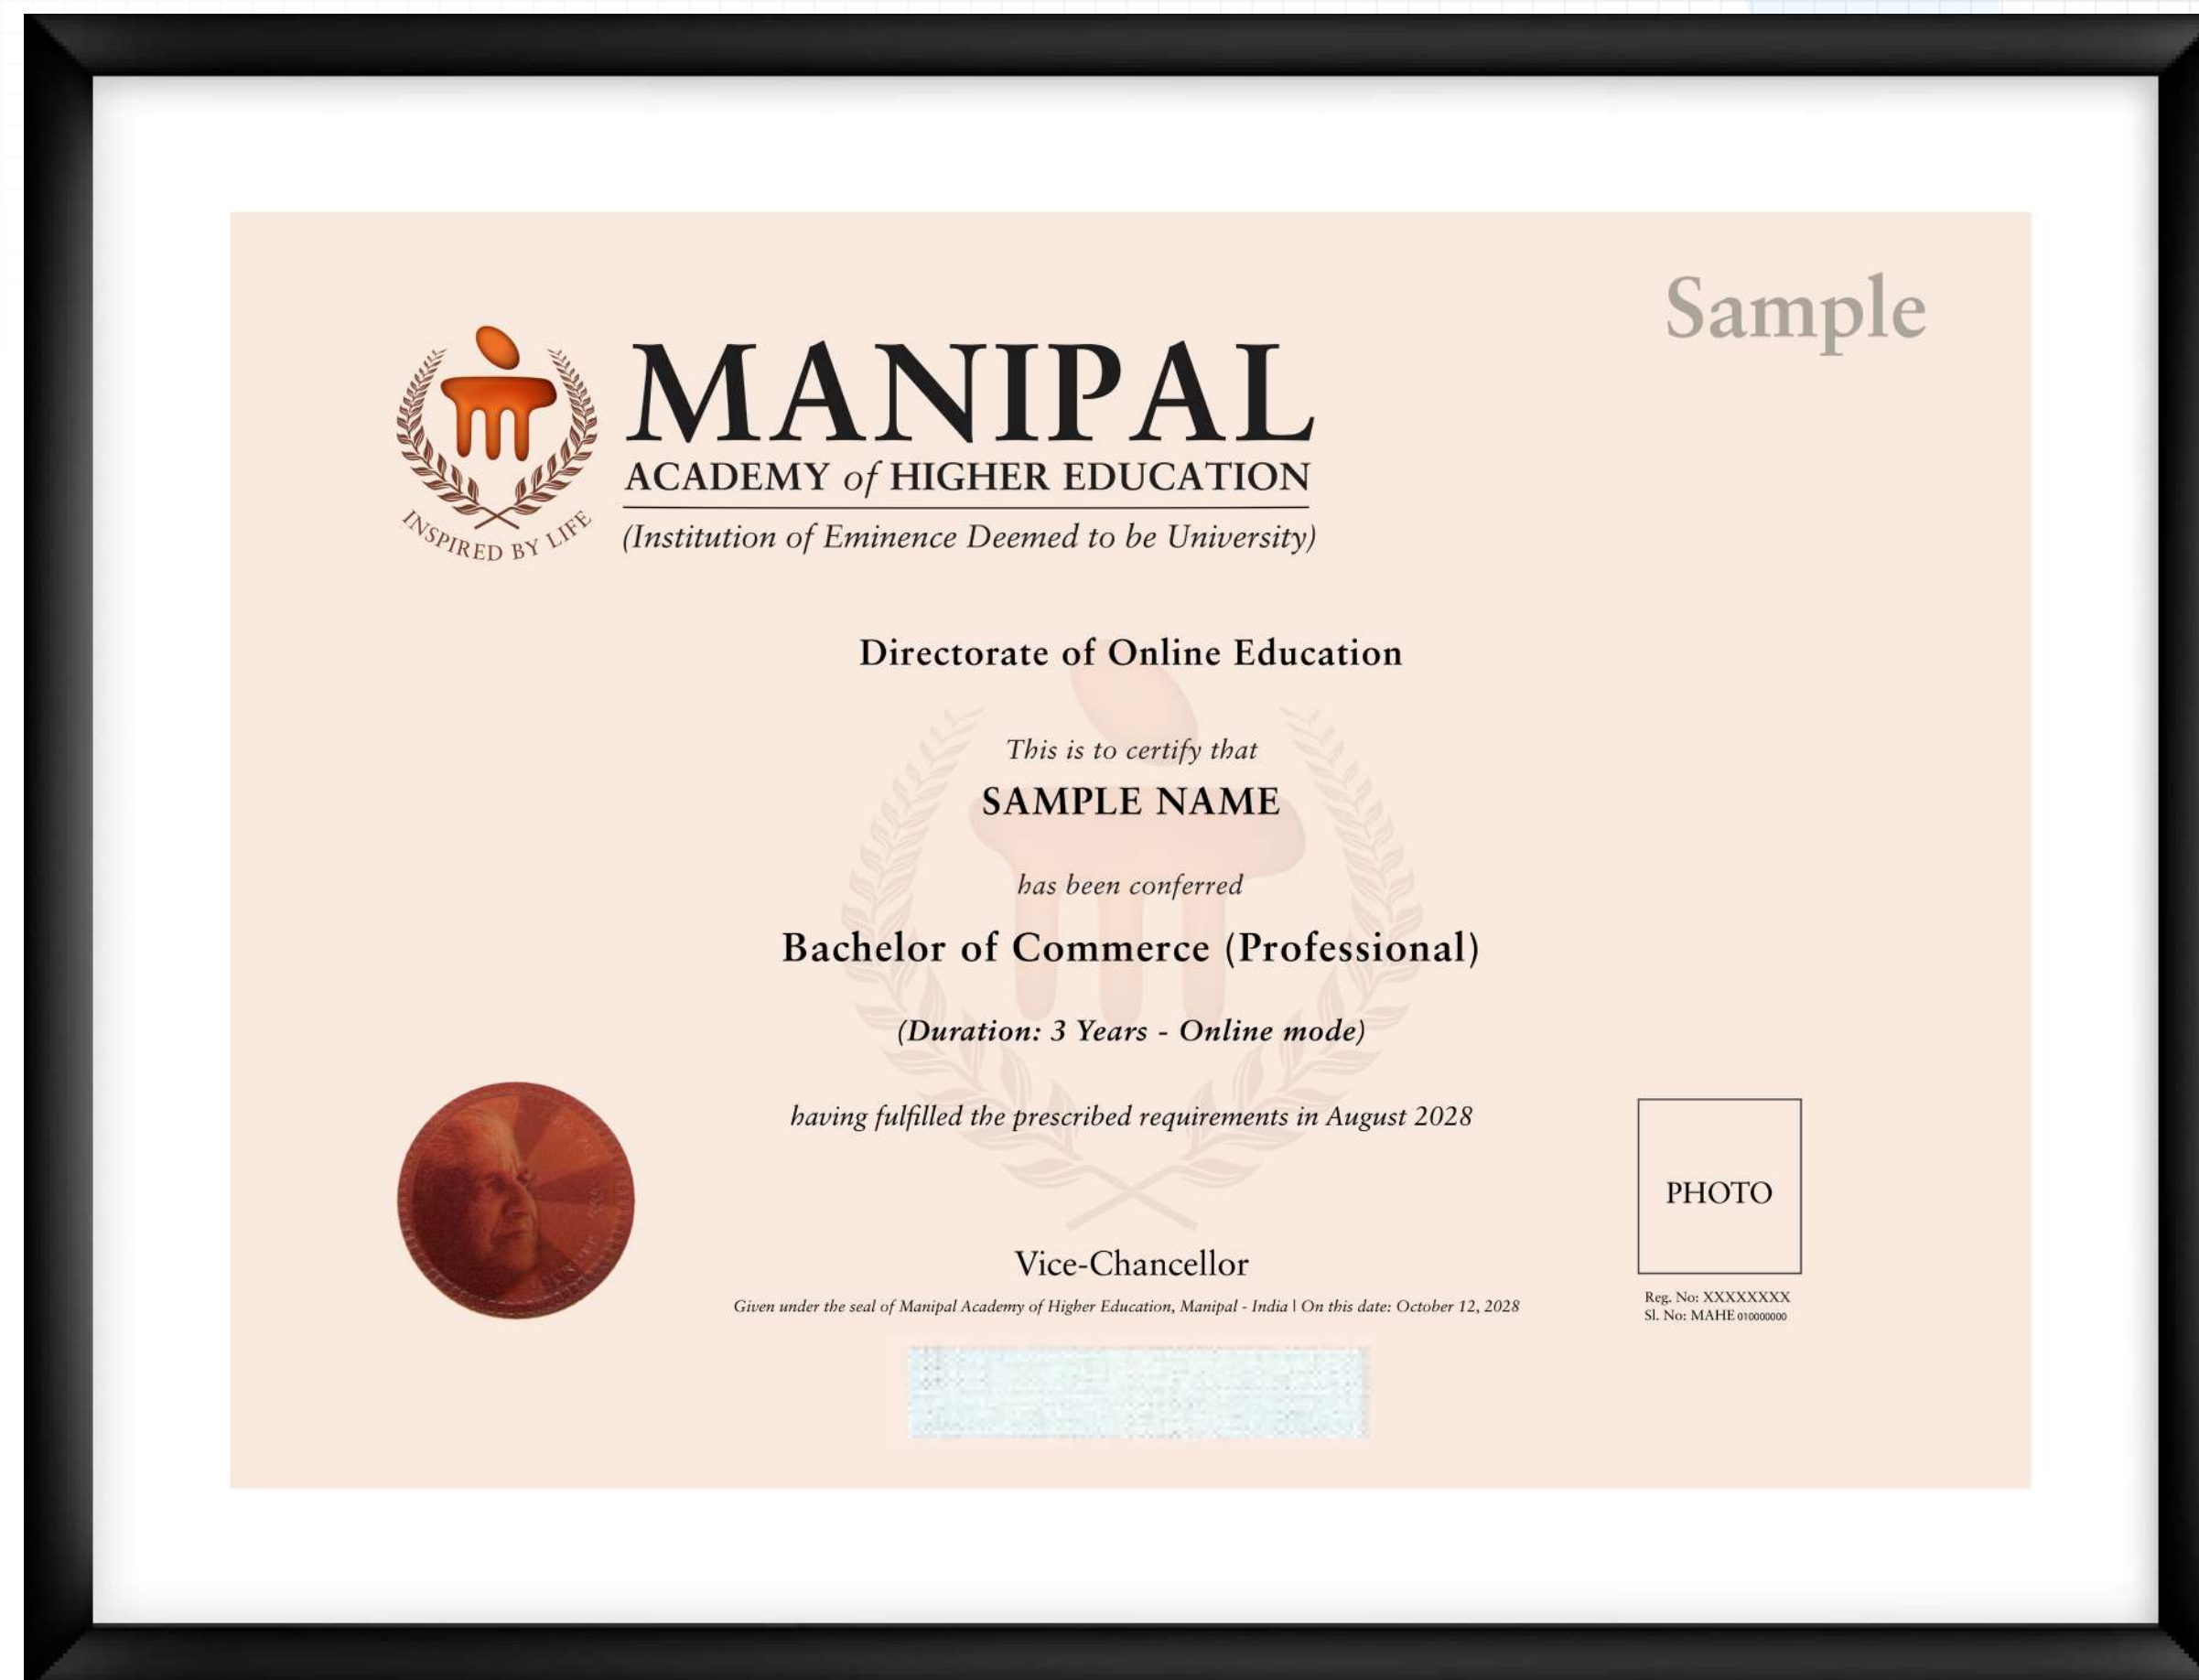 Sample
MANIPAL
ACADEMY of HIGHER EDUCATION
(Institution of Eminence Deemed to be University)
INSPIRED BY LIFE
Directorate of Online Education
This is to certify that
SAMPLE NAME
has been conferred
Bachelor of Commerce (Professional)
(Duration: 3 Years - Online mode)
having fulfilled the prescribed requirements in August 2028
PHOTO
Vice-Chancellor
Given under the seal of Manipal Academy of Higher Education, Manipal - India | On this date: October 12, 2028
Reg. No: XXXXXXXX
Sl. No: MAHE 010000000